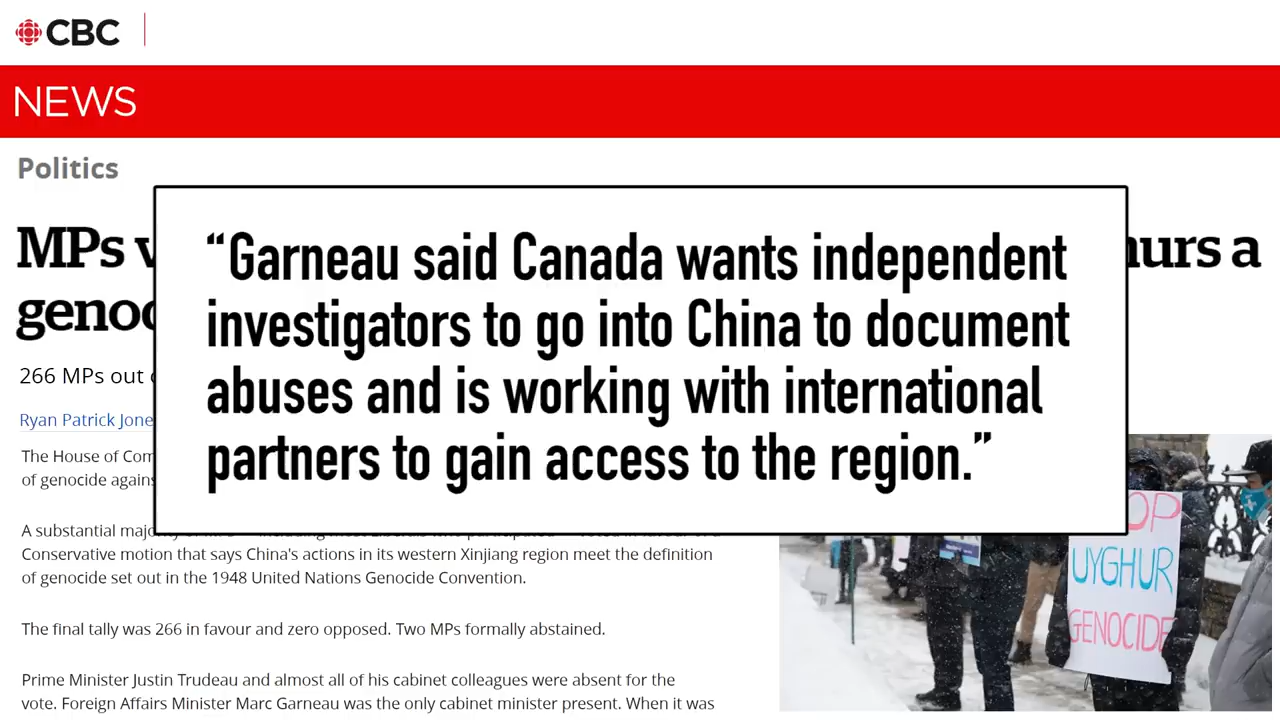 CBC
NEWS
Politics
MPs
hurs a
266 MPs out
Ryan Patrick Jone
The House of Com
of genocide agains
“Garneau said Canada wants independent
investigators to go into China to document
abuses and is working with international
partners to gain access to the region.”
A substantial majo
Conservative motion that says China's actions in its western Xinjiang region meet the definition
of genocide set out in the 1948 United Nations Genocide Convention.
The final tally was 266 in favour and zero opposed. Two MPs formally abstained.
Prime Minister Justin Trudeau and almost all of his cabinet colleagues were absent for the
vote. Foreign Affairs Minister Marc Garneau was the only cabinet minister present. When it was
OP
UYGHUR
GENOCIDE